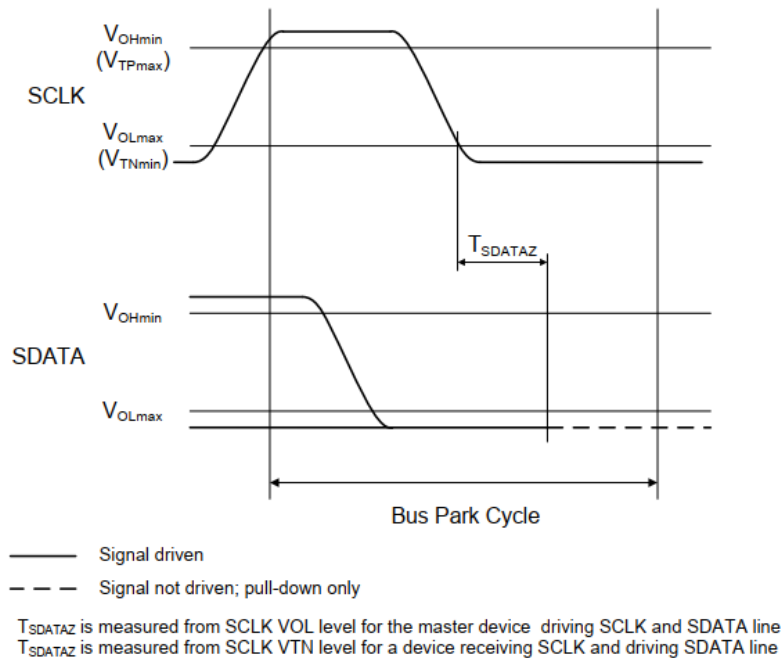 VOHmin
(VTPmax)
SCLK
VOLmax
(VTNmin)
TSDATAZ
VOHmin
SDATA
VOLmax
Bus Park Cycle
Signal driven
Signal not driven; pull-down only
TSDATAZ is measured from SCLK VOL level for the master device driving SCLK and SDATA line
TSDATAZ is measured from SCLK VTN level for a device receiving SCLK and driving SDATA line